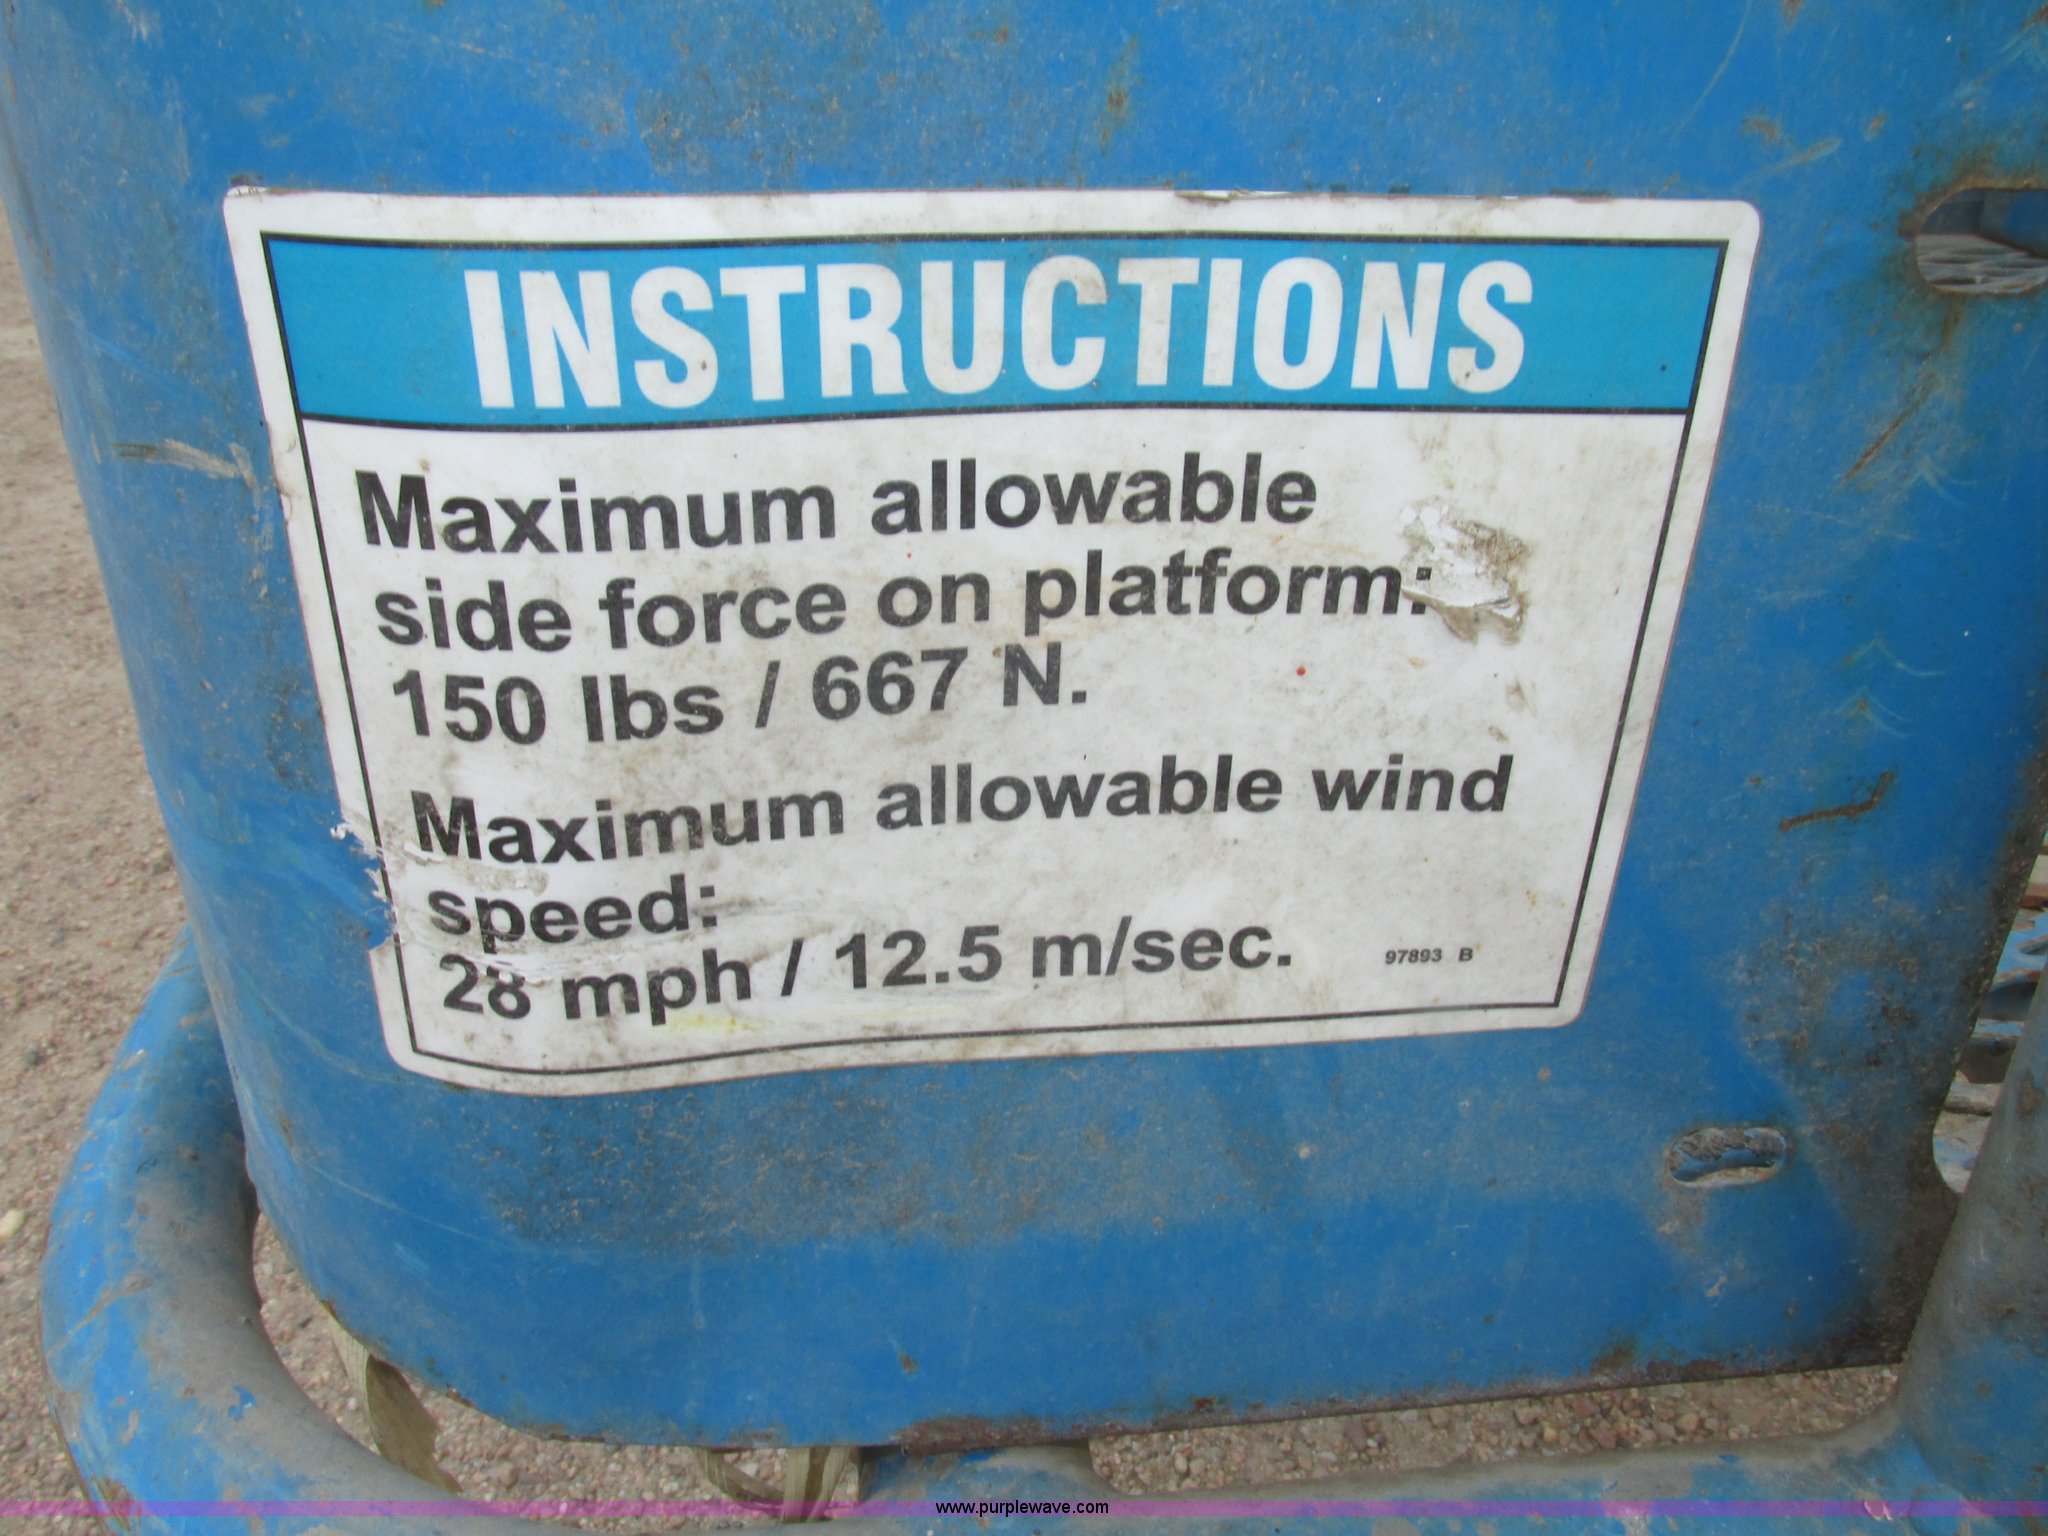 INSTRUCTIONS
Maximum allowable
side force on platform:
150 lbs / 667 N.
Maximum allowable wind
speed:
28 mph / 12.5 m/sec.
97893 B
www.purplewave.com